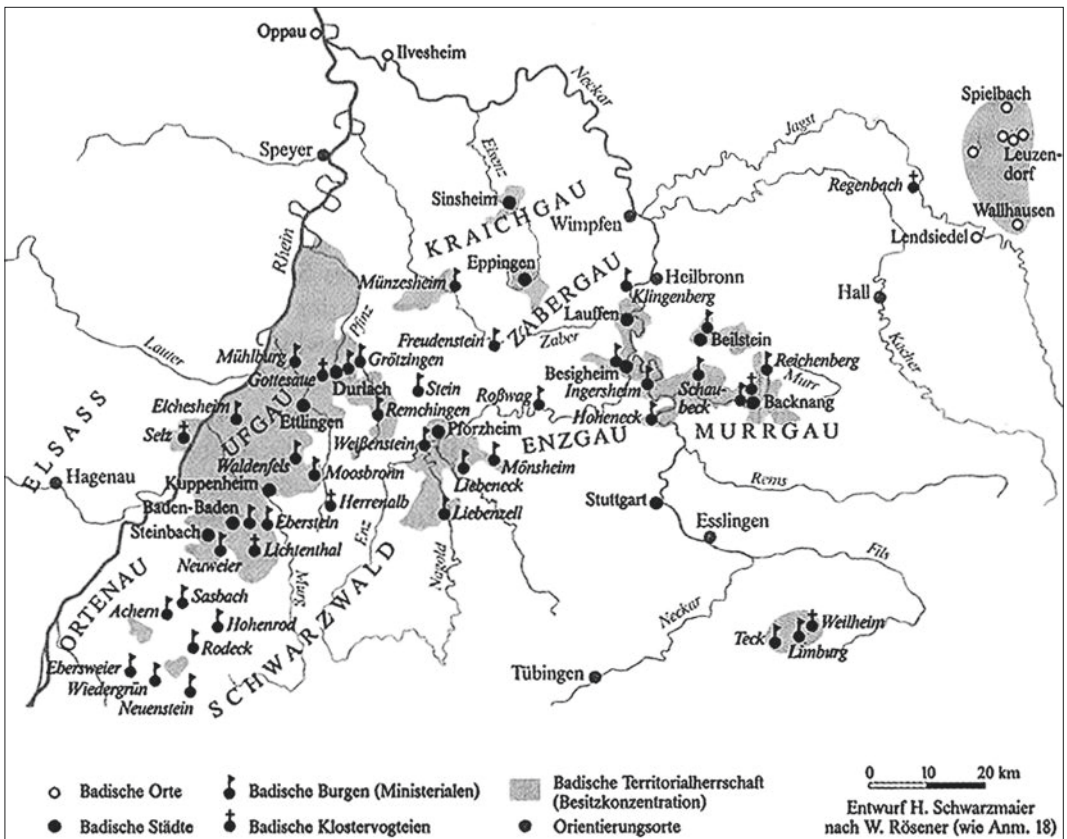 Oppau
Ilvesheim
Neckar
Spielbach
Jagst
Leuzen-
dorf
Speyer
Elsenz
Regenbach
Sinsheim
Wallhausen
KRAICHGAU
Wimpfen
Lendsiedel
Rhein
Eppingen
Münzesheim
Heilbronn
Hall
Klingenberg
ZABERGAU
Lauffen
Pfinz
Kocher
Lauter
Freudenstein
Zaber
Beilstein
Mühlburg
Grötzingen
Reichenberg
Gottesaue
Durlach
Besigheim
Murr
Stein
Ingersheim
Schau-
beck
Eichesheim
Remchingen
Roßwag
Backnang
Ettlingen
Hoheneck
UFGAU
Selz
Weißenstein
Pforzheim
ENZGAU
MURRGAU
ELSASS
Waldenfels
Mönsheim
Hagenau
Moosbronn
Liebeneck
Rems
Kuppenheim
Herrenalb
Stuttgart
Baden-Baden
Eberstein
Liebenzell
Steinbach
Enz
Esslingen
Neuweier
Lichtenthal
Fils
Nagold
ORTENAU
Murg
SCHWARZWALD
Sasbach
Achern
Neckar
Hohenrod
Weilheim
Teck
Limburg
Rodeck
Ebersweier
Tübingen
Wiedergrün
Neuenstein
Badische Orte
Badische Burgen (Ministerialen)
Badische Territorialherrschaft
(Besitzkonzentration)
0 10 20 km
Badische Städte
Badische Klostervogteien
Orientierungsorte
Entwurf H. Schwarzmaier
nach W. Rösener (wie Anm. 18)